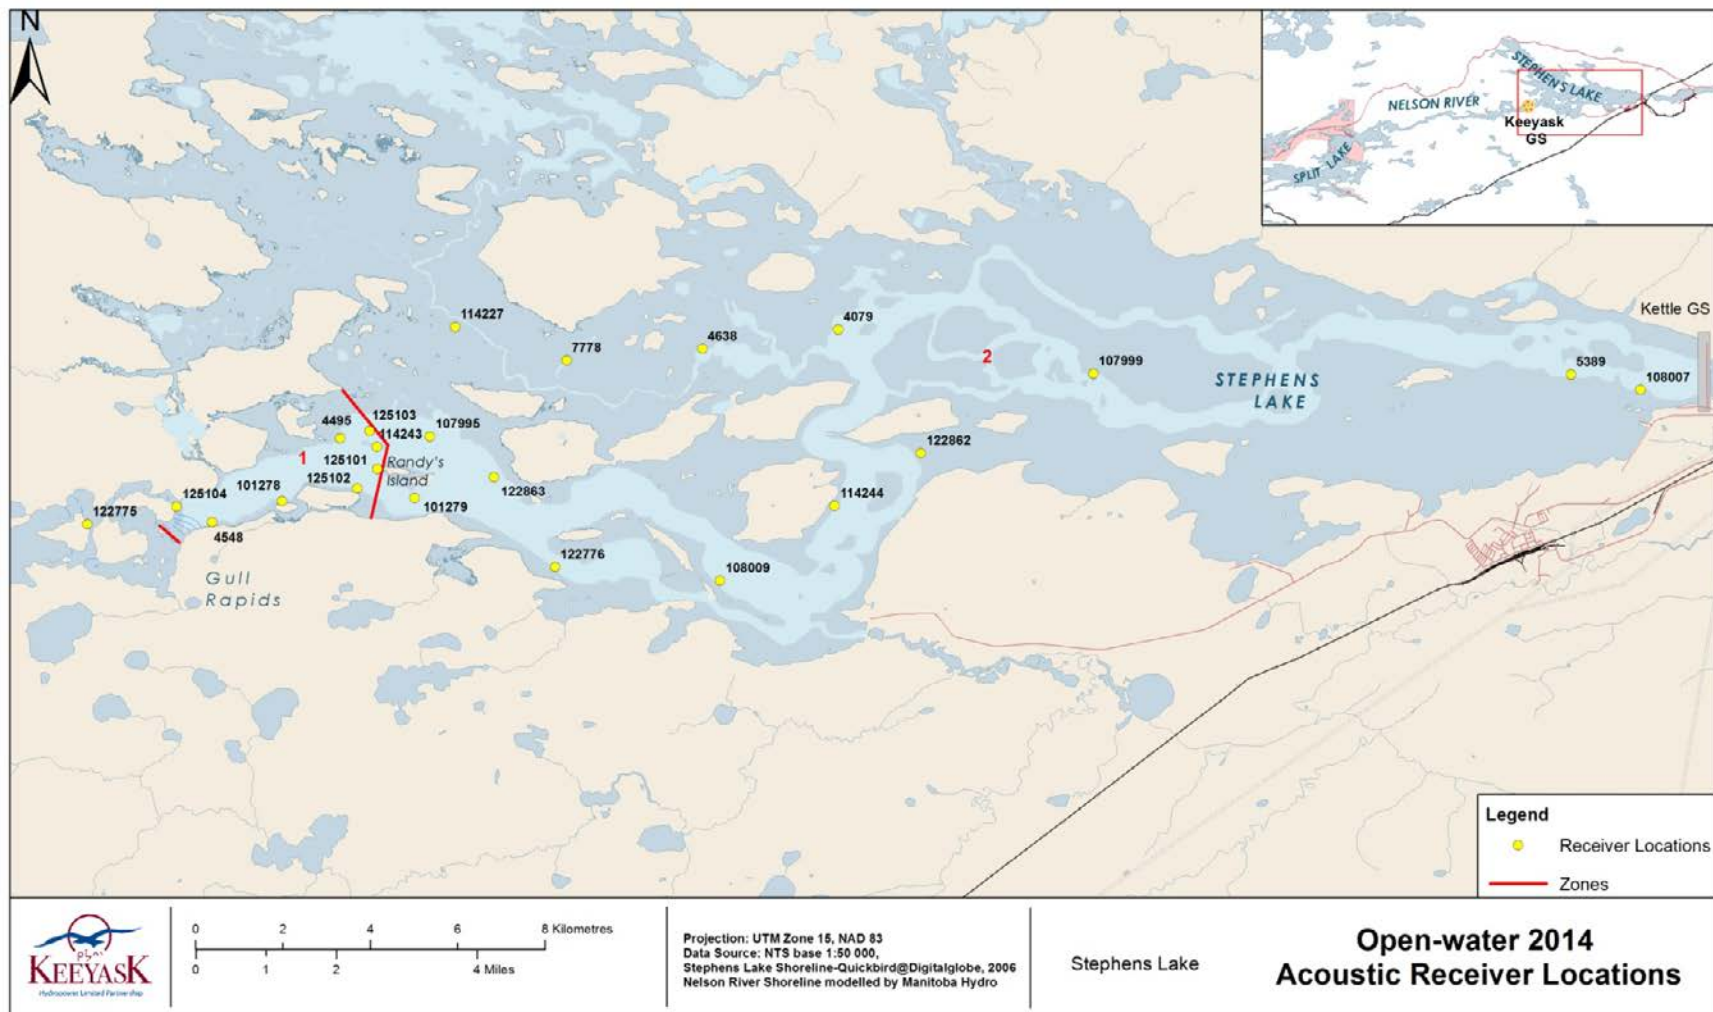 N
STEPHENS LAKE
NELSON RIVER
Keeyask
GS
SPLIT LAKE
Kettle GS
114227
7778
4638
4079
107999
5389
108007
2
STEPHENS
LAKE
125103
4495
107995
114243
1
125101
Randy's
Island
125102
122862
101278
125104
122863
101279
114244
122775
4548
122776
108009
Gull
Rapids
Legend
Receiver Locations
Zones
KEEYASK
Hydropower Limited Partnership
0 2 4 6 8 Kilometres
0 1 2 4 Miles
Projection: UTM Zone 15, NAD 83
Data Source: NTS base 1:50 000,
Stephens Lake Shoreline-Quickbird@Digitalglobe, 2006
Nelson River Shoreline modelled by Manitoba Hydro
Stephens Lake
Open-water 2014
Acoustic Receiver Locations